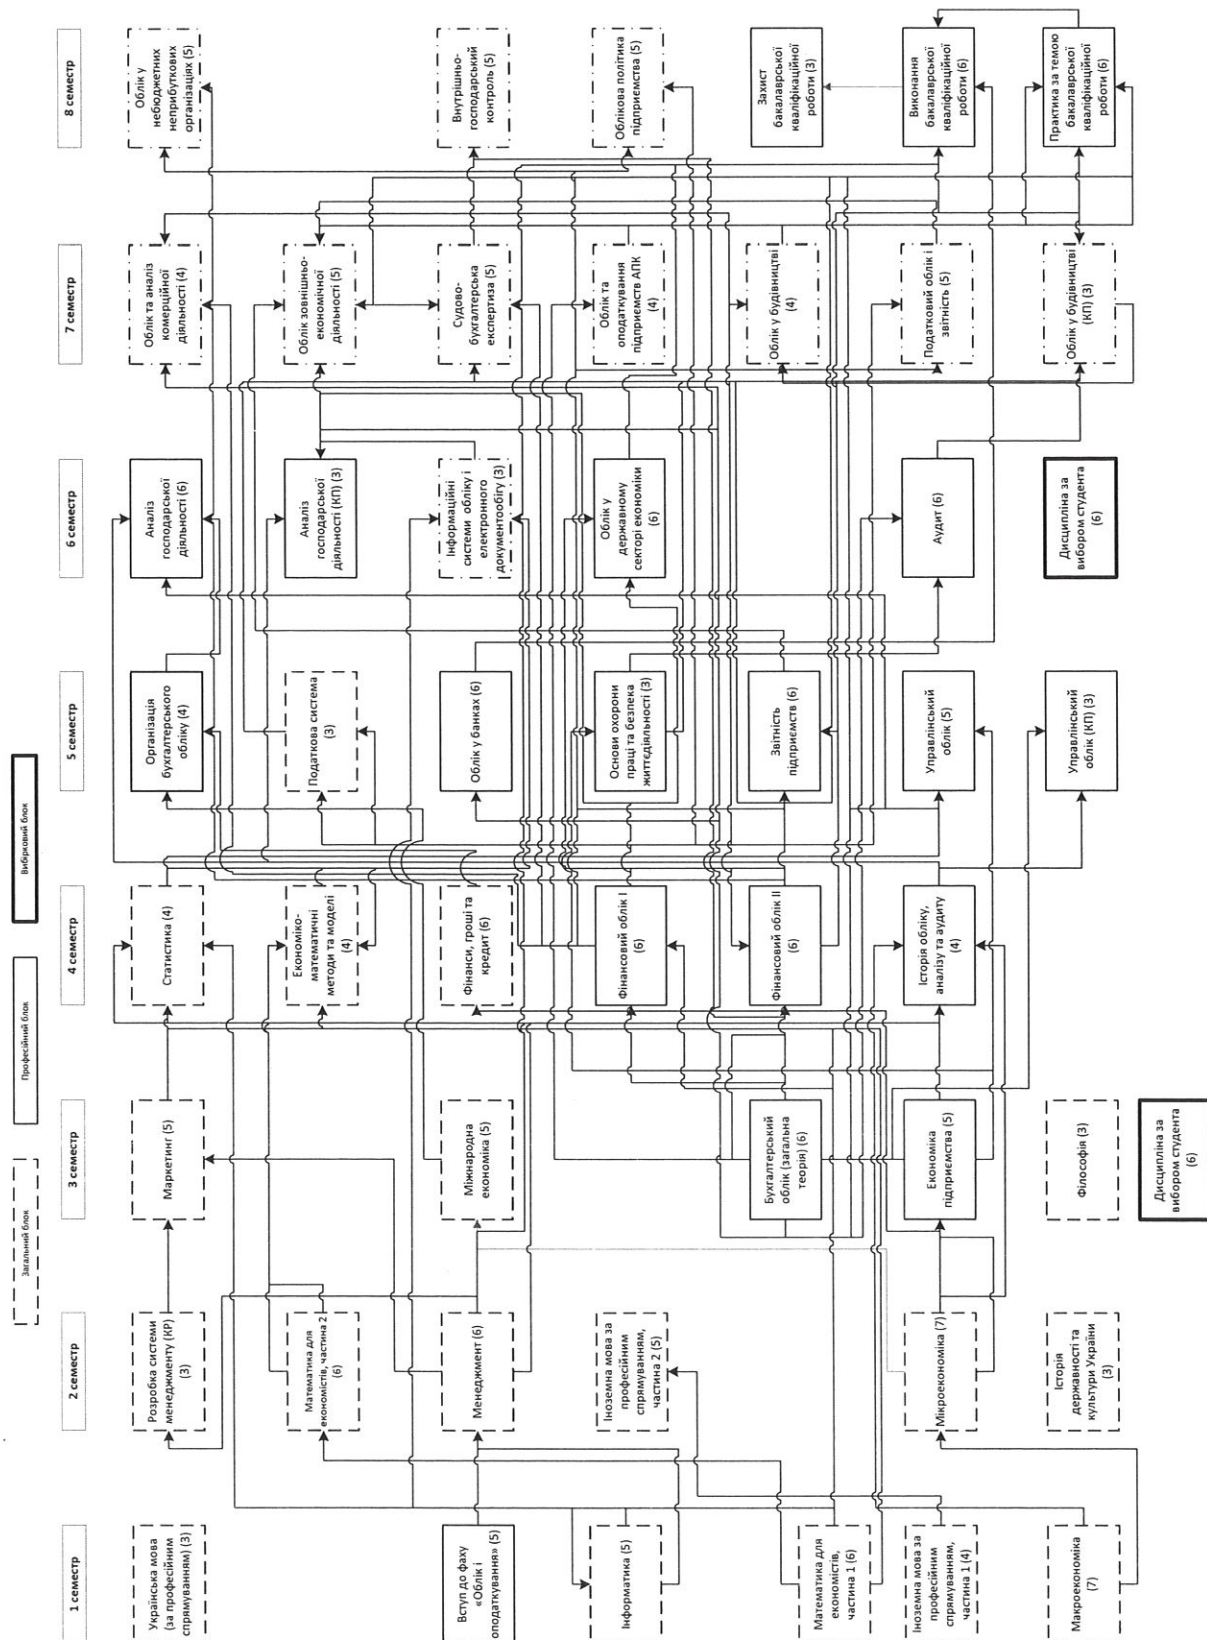 Загальний блок
Професійний блок
Вибірковий блок
1 семестр
Українська мова
(за професійним
спрямуванням) (3)
Вступ до фаху
«Облік і
оподаткування» (5)
Інформатика (5)
Математика для
економістів,
частина 1 (6)
Іноземна мова за
професійним
спрямуванням,
частина 1 (4)
Макроекономіка
(7)
2 семестр
Розробка системи
менеджменту (КР)
(3)
Математика для
економістів, частина 2
(6)
Менеджмент (6)
Іноземна мова за
професійним
спрямуванням,
частина 2 (5)
Мікроекономіка (7)
Історія
державності та
культури України
(3)
3 семестр
Маркетинг (5)
Міжнародна
економіка (5)
Бухгалтерський
облік (загальна
теорія) (6)
Економіка
підприємства (5)
Філософія (3)
Дисципліна за
вибором студента
(6)
4 семестр
Статистика (4)
Економіко-
математичні
методи та моделі
(4)
Фінанси, гроші та
кредит (6)
Фінансовий облік I
(6)
Фінансовий облік II
(6)
Історія обліку,
аналізу та аудиту
(4)
5 семестр
Організація
бухгалтерського
обліку (4)
Податкова система
(3)
Облік у банках (6)
Основи охорони
праці та безпека
життєдіяльності (3)
Звітність
підприємств (6)
Управлінський
облік (5)
Управлінський
облік (КП) (3)
6 семестр
Аналіз
господарської
діяльності (6)
Аналіз
господарської
діяльності (КП) (3)
Інформаційні
системи обліку і
електронного
документообігу (3)
Облік у
державному
секторі економіки
(6)
Аудит (6)
Дисципліна за
вибором студента
(6)
7 семестр
Облік та аналіз
комерційної
діяльності (4)
Облік зовнішньо-
економічної
діяльності (5)
Судово-
бухгалтерська
експертиза (5)
Облік та
оподаткування
підприємств АПК
(4)
Облік у будівництві
(4)
Податковий облік і
звітність (5)
Облік у будівництві
(КП) (3)
8 семестр
Облік у
небюджетних
неприбуткових
організаціях (5)
Внутрішньо-
господарський
контроль (5)
Облікова політика
підприємства (5)
Захист
бакалаврської
кваліфікаційної
роботи (3)
Виконання
бакалаврської
кваліфікаційної
роботи (6)
Практика за темою
бакалаврської
кваліфікаційної
роботи (6)